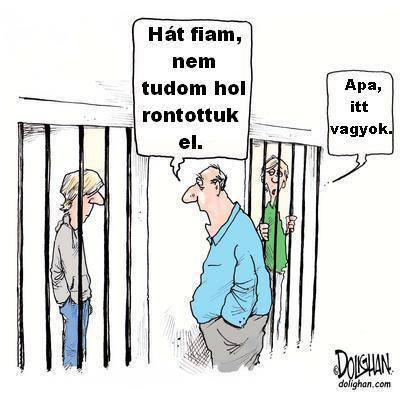 Hát fiam,
nem
tudom hol
rontottuk
el.
Apa,
itt
vagyok.
©DOLIGHAN.
dolighan.com